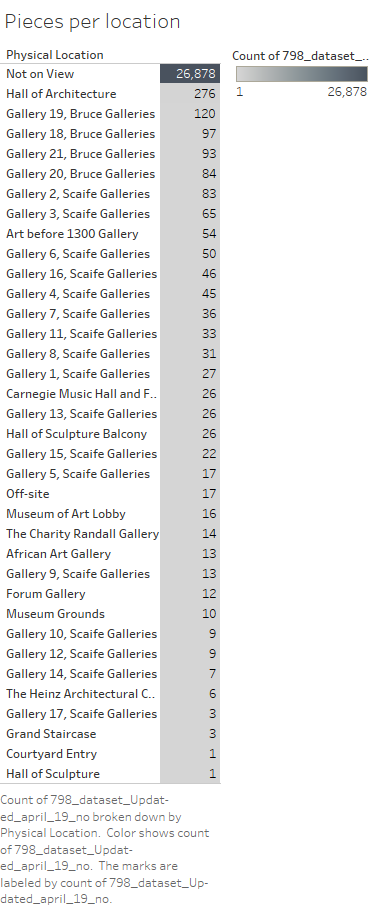 Pieces per location
Physical Location
Count of 798_dataset_..
Not on View 26,878
1 26,878
Hall of Architecture 276
Gallery 19, Bruce Galleries 120
Gallery 18, Bruce Galleries 97
Gallery 21, Bruce Galleries 93
Gallery 20, Bruce Galleries 84
Gallery 2, Scaife Galleries 83
Gallery 3, Scaife Galleries 65
Art before 1300 Gallery 54
Gallery 6, Scaife Galleries 50
Gallery 16, Scaife Galleries 46
Gallery 4, Scaife Galleries 45
Gallery 7, Scaife Galleries 36
Gallery 11, Scaife Galleries 33
Gallery 8, Scaife Galleries 31
Gallery 1, Scaife Galleries 27
Carnegie Music Hall and F.. 26
Gallery 13, Scaife Galleries 26
Hall of Sculpture Balcony 26
Gallery 15, Scaife Galleries 22
Gallery 5, Scaife Galleries 17
Off-site 17
Museum of Art Lobby 16
The Charity Randall Gallery 14
African Art Gallery 13
Gallery 9, Scaife Galleries 13
Forum Gallery 12
Museum Grounds 10
Gallery 10, Scaife Galleries 9
Gallery 12, Scaife Galleries 9
Gallery 14, Scaife Galleries 7
The Heinz Architectural C.. 6
Gallery 17, Scaife Galleries 3
Grand Staircase 3
Courtyard Entry 1
Hall of Sculpture 1
Count of 798_dataset_Updat-
ed_april_19_no broken down by
Physical Location. Color shows count
of 798_dataset_Updat-
ed_april_19_no. The marks are
labeled by count of 798_dataset_Up-
dated_april_19_no.